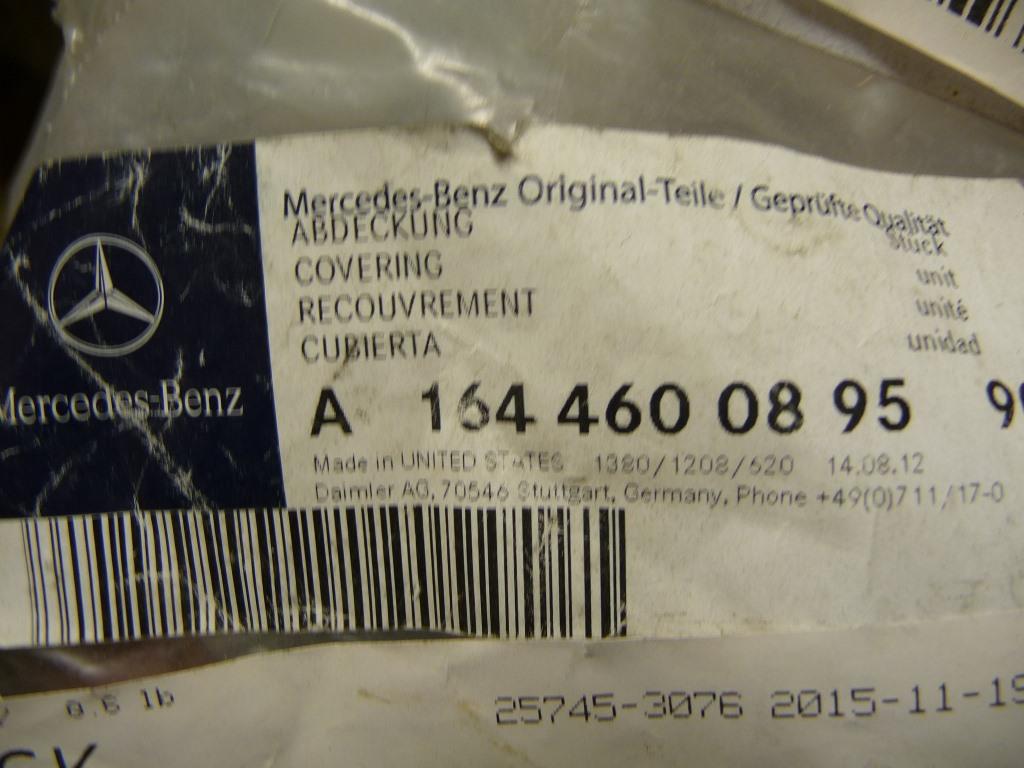 Mercedes-Benz Original-Teile / Geprüfte Qualität
ABDECKUNG Stück
COVERING unit
RECOUVREMENT unité
CUBIERTA unidad
Mercedes-Benz
A 164 460 08 95
Made in UNITED STATES 1380/1208/620 14.08.12
Daimler AG, 70546 Stuttgart, Germany, Phone +49(0)711/17-0
0.6 lb
25745-3076 2015-11-19